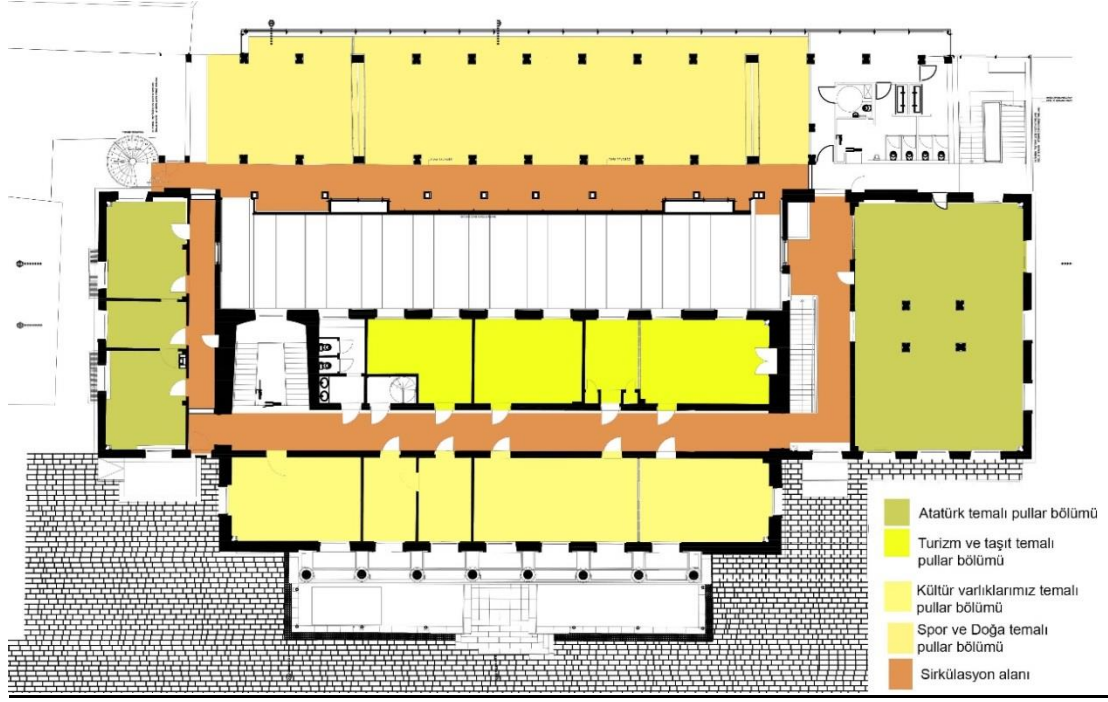 Atatürk temalı pullar bölümü
Turizm ve taşıt temalı
pullar bölümü
Kültür varlıklarımız temalı
pullar bölümü
Spor ve Doğa temalı
pullar bölümü
Sirkülasyon alanı